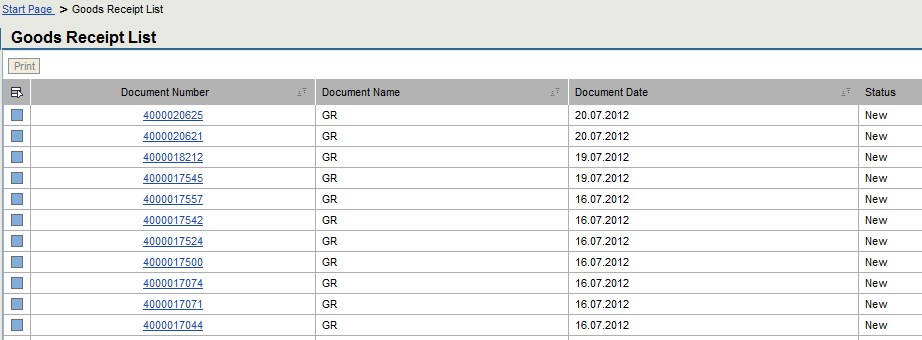 Start Page > Goods Receipt List
Goods Receipt List
Print
Document Number Document Name Document Date Status
4000020625 GR 20.07.2012 New
4000020621 GR 20.07.2012 New
4000018212 GR 19.07.2012 New
4000017545 GR 19.07.2012 New
4000017557 GR 16.07.2012 New
4000017542 GR 16.07.2012 New
4000017524 GR 16.07.2012 New
4000017500 GR 16.07.2012 New
4000017074 GR 16.07.2012 New
4000017071 GR 16.07.2012 New
4000017044 GR 16.07.2012 New